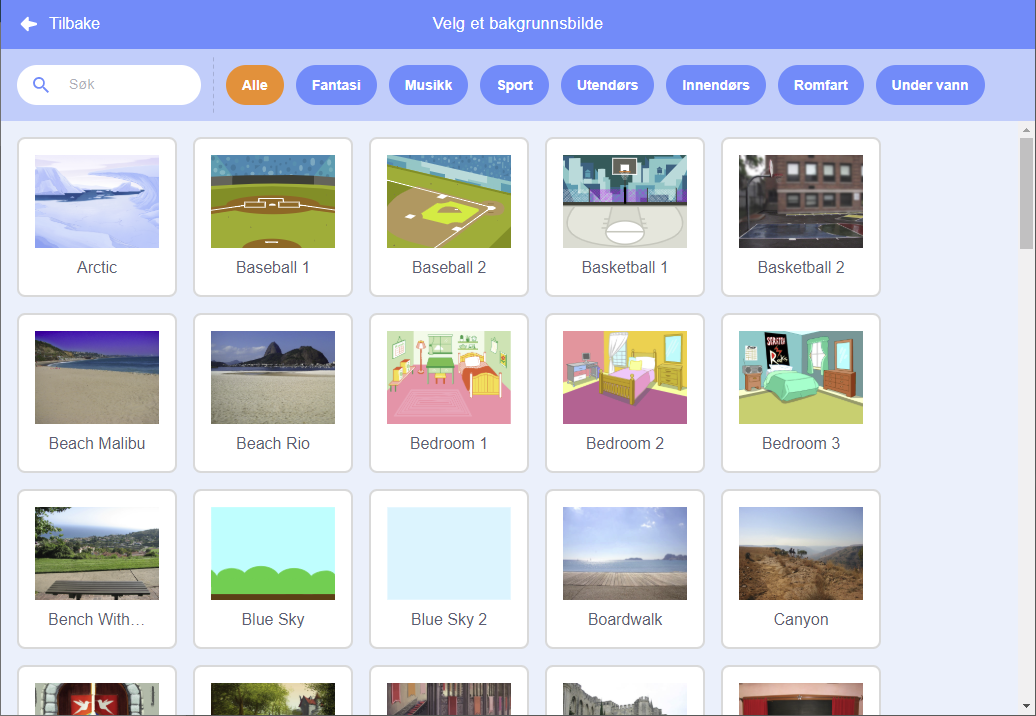 Tilbake
Velg et bakgrunnsbilde
Søk
Alle
Fantasi
Musikk
Sport
Utendørs
Innendørs
Romfart
Under vann
Arctic
Baseball 1
Baseball 2
Basketball 1
Basketball 2
Beach Malibu
Beach Rio
Bedroom 1
Bedroom 2
Bedroom 3
Bench With…
Blue Sky
Blue Sky 2
Boardwalk
Canyon